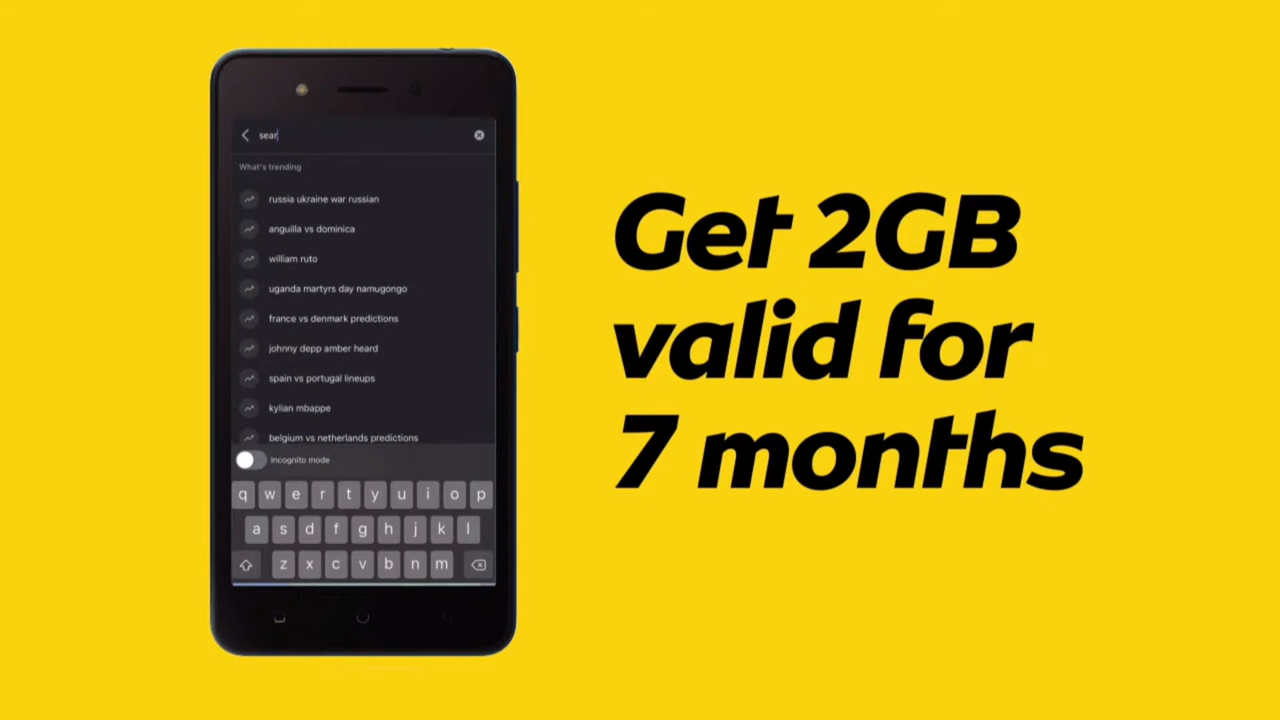 sear
What's trending
russia ukraine war russian
anguilla vs dominica
william ruto
uganda martyrs day namugongo
france vs denmark predictions
johnny depp amber heard
spain vs portugal lineups
kylian mbappe
belgium vs netherlands predictions
Incognito mode
q w e r t y u i o p
a s d f g h j k l
z x c v b n m
Get 2GB
valid for
7 months